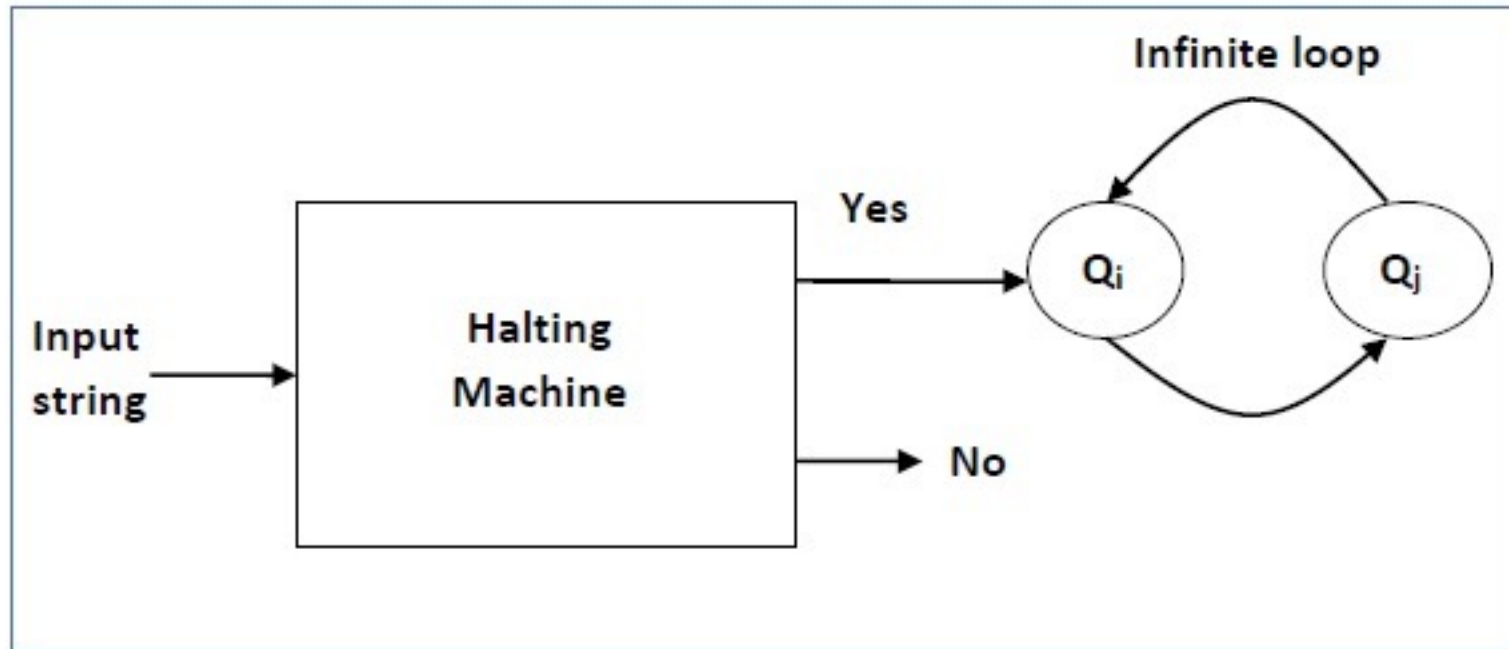 Infinite loop
Yes
Qi
Qj
Halting
Machine
Input
string
No